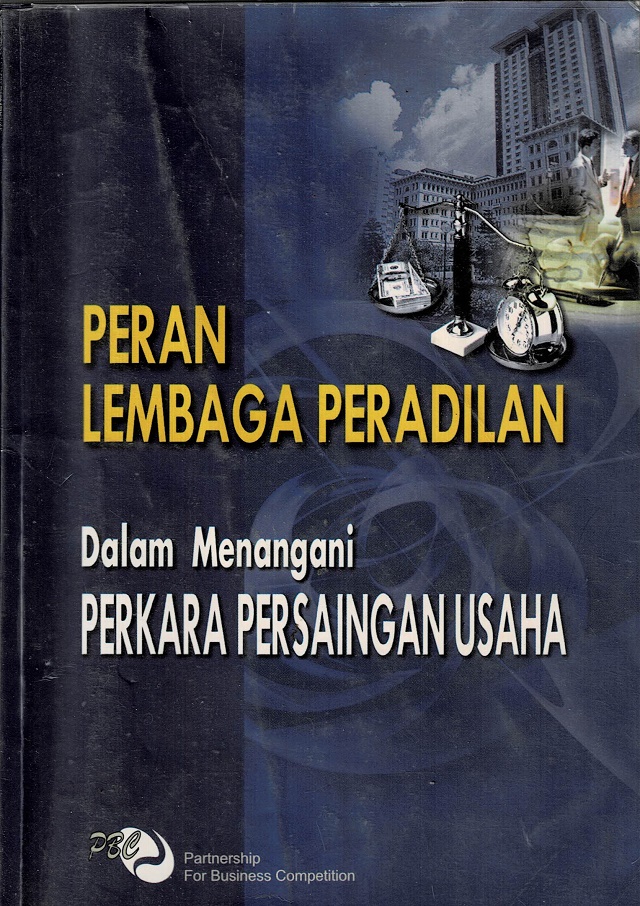 PERAN
LEMBAGA PERADILAN
Dalam Menangani
PERKARA PERSAINGAN USAHA
PBC
Partnership
For Business Competition